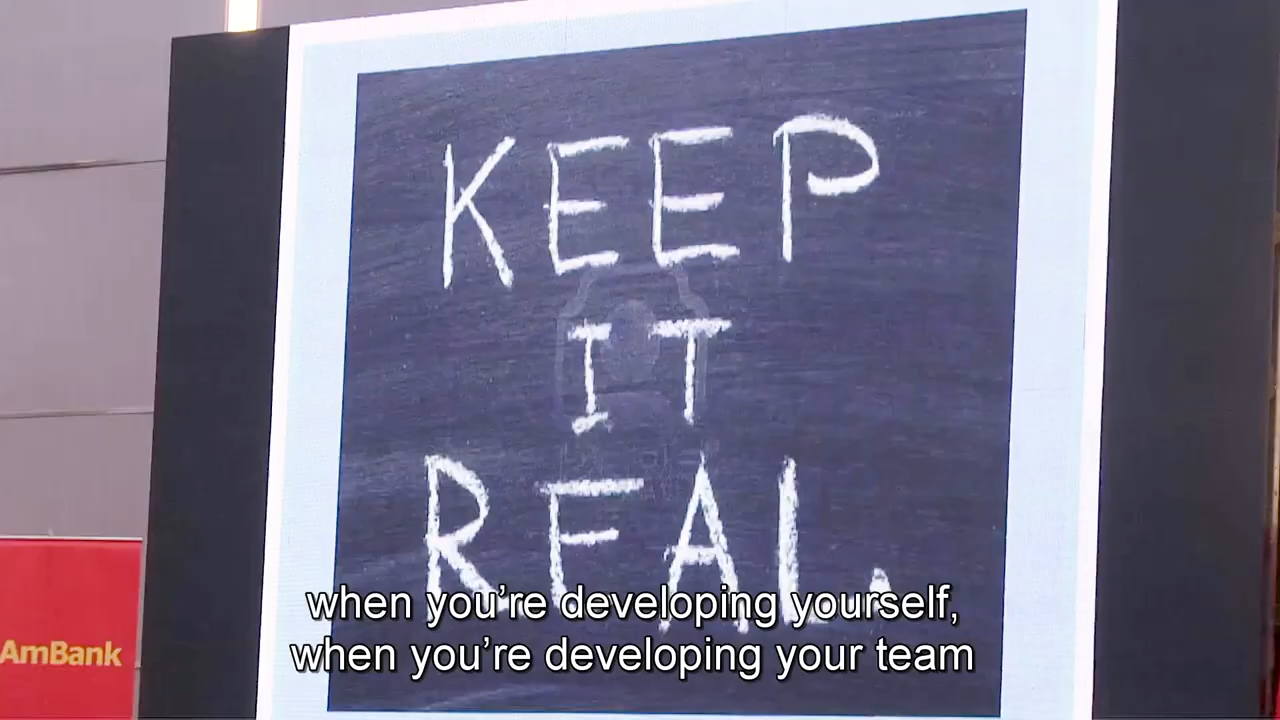 KEEP
IT
REAL.
when you're developing yourself,
when you're developing your team
AmBank